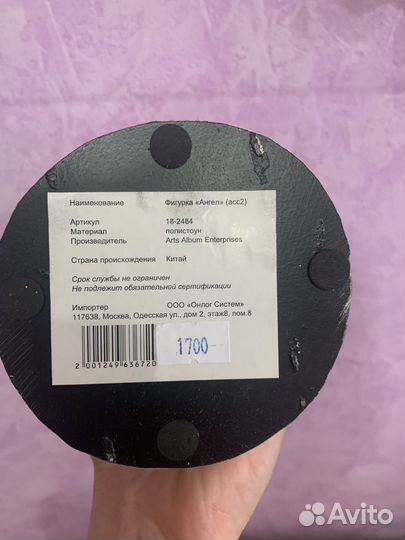 Наименование Фигурка «Ангел» (асс2)
Артикул 18-2484
Материал полистоун
Производитель Arts Album Enterprises
Страна происхождения Китай
Срок службы не ограничен
Не подлежит обязательной сертификации
Импортер ООО «Онлог Систем»
117638, Москва, Одесская ул., дом 2, этаж8, пом.8
2 001249 636720
1700-
Avito